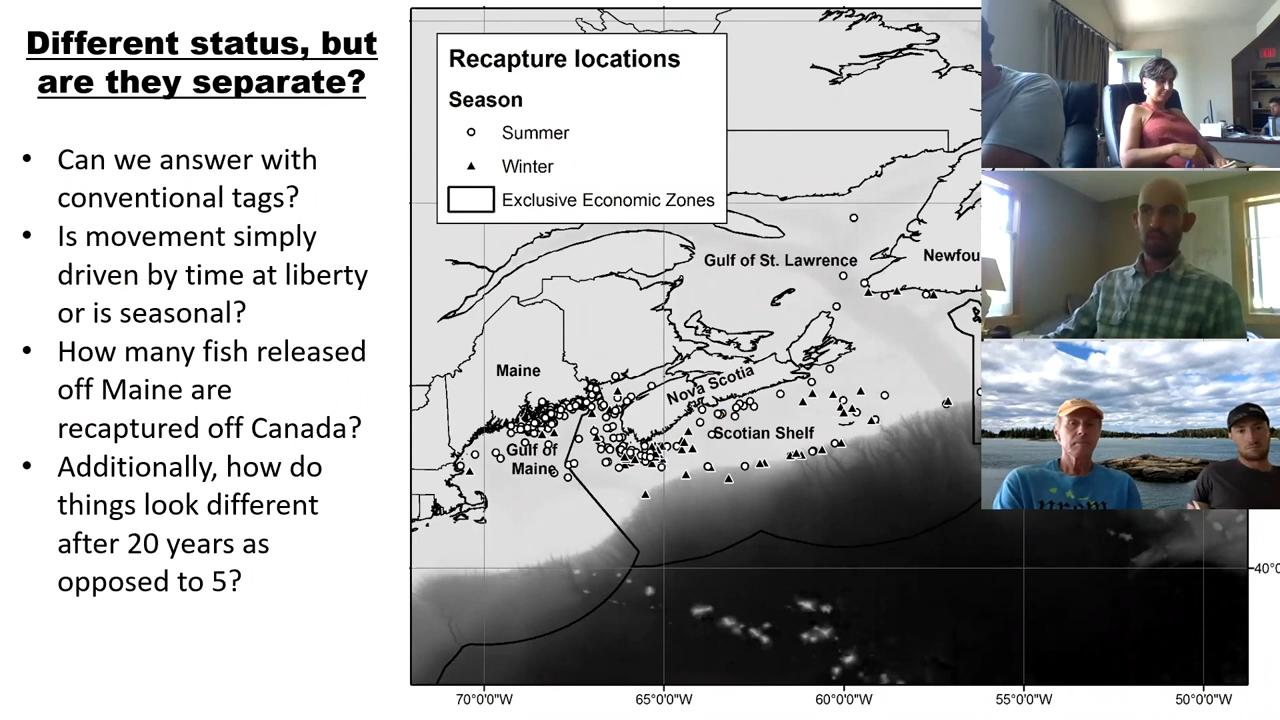 Different status, but
are they separate?
• Can we answer with
conventional tags?
• Is movement simply
driven by time at liberty
or is seasonal?
• How many fish released
off Maine are
recaptured off Canada?
• Additionally, how do
things look different
after 20 years as
opposed to 5?
Recapture locations
Season
Summer
Winter
Exclusive Economic Zones
Gulf of St. Lawrence
Newfou
Maine
Nova Scotia
Scotian Shelf
Gulf of
Maine
40°0
70°0'0"W
65°0'0"W
60°0'0"W
55°0'0"W
50°0'0"W